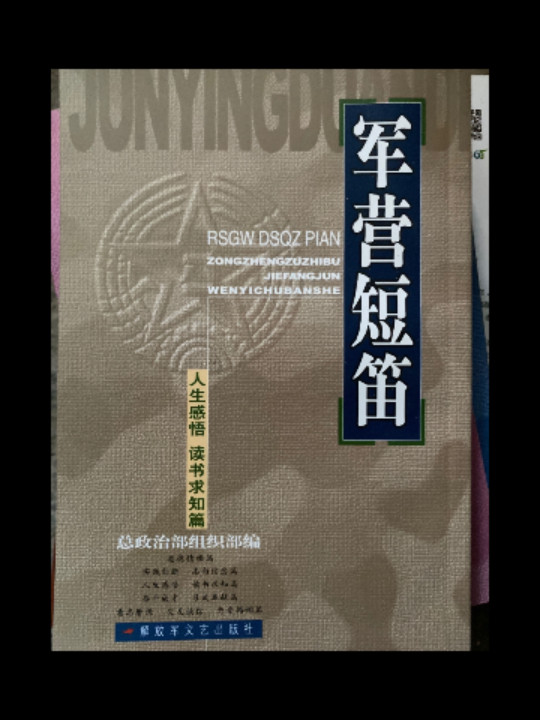 JUNYINGDUANDI
军营短笛
RSGW DSQZ PIAN
ZONGZHENGZUZHIBU
JIEFANGJUN
WENYICHUBANSHE
人生感悟 读书求知篇
总政治部组织部编
解放军文艺出版社